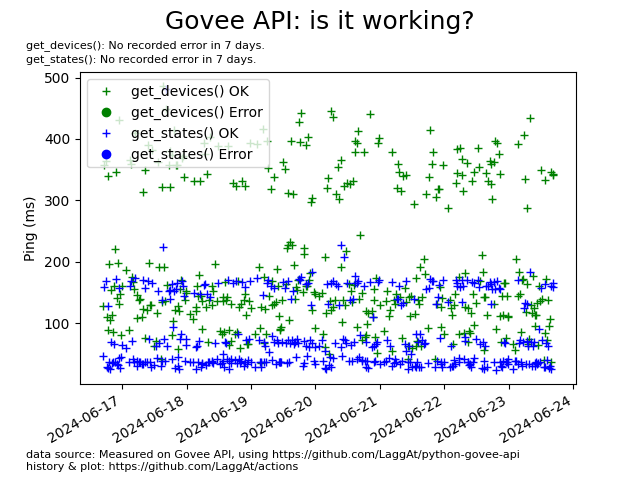 Govee API: is it working?
get_devices(): No recorded error in 7 days.
get_states(): No recorded error in 7 days.
500
400
300
200
100
Ping (ms)
get_devices() OK
get_devices() Error
get_states() OK
get_states() Error
2024-06-17
2024-06-18
2024-06-19
2024-06-20
2024-06-21
2024-06-22
2024-06-23
2024-06-24
data source: Measured on Govee API, using https://github.com/LaggAt/python-govee-api
history & plot: https://github.com/LaggAt/actions